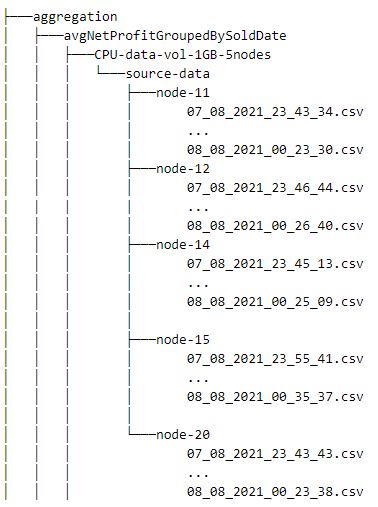 ├───aggregation
│   ├───avgNetProfitGroupedBySoldDate
│   │   ├───CPU-data-vol-1GB-5nodes
│   │   │   └───source-data
│   │   │       ├───node-11
│   │   │       │       07_08_2021_23_43_34.csv
│   │   │       │       ...
│   │   │       │       08_08_2021_00_23_30.csv
│   │   │       ├───node-12
│   │   │       │       07_08_2021_23_46_44.csv
│   │   │       │       ...
│   │   │       │       08_08_2021_00_26_40.csv
│   │   │       ├───node-14
│   │   │       │       07_08_2021_23_45_13.csv
│   │   │       │       ...
│   │   │       │       08_08_2021_00_25_09.csv
│   │   │       │
│   │   │       ├───node-15
│   │   │       │       07_08_2021_23_55_41.csv
│   │   │       │       ...
│   │   │       │       08_08_2021_00_35_37.csv
│   │   │       │
│   │   │       └───node-20
│   │   │               07_08_2021_23_43_43.csv
│   │   │               ...
│   │   │               08_08_2021_00_23_38.csv